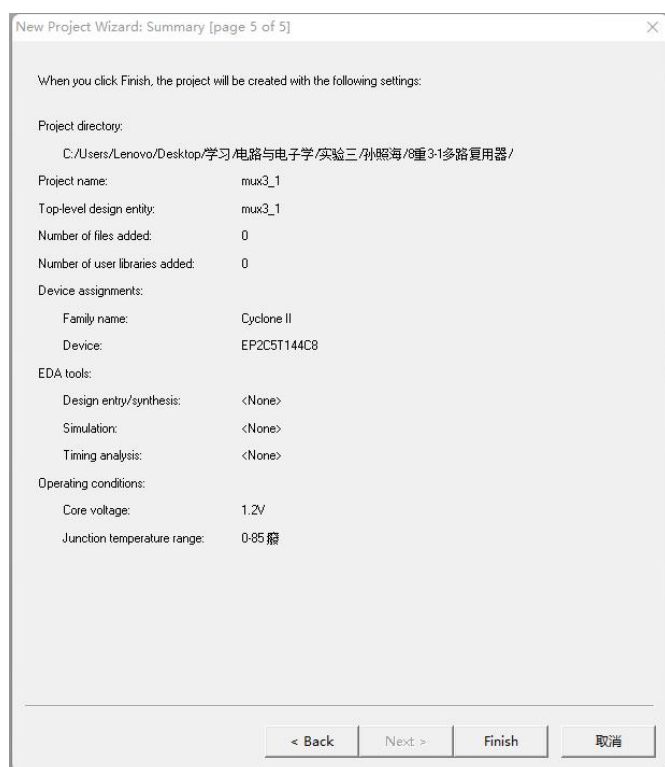 New Project Wizard: Summary [page 5 of 5]
When you click Finish, the project will be created with the following settings:
Project directory:
C:/Users/Lenovo/Desktop/学习/电路与电子学/实验三/孙照海/8重3-1多路复用器/
Project name: mux3_1
Top-level design entity: mux3_1
Number of files added: 0
Number of user libraries added: 0
Device assignments:
Family name: Cyclone II
Device: EP2C5T144C8
EDA tools:
Design entry/synthesis: <None>
Simulation: <None>
Timing analysis: <None>
Operating conditions:
Core voltage: 1.2V
Junction temperature range: 0-85 癈
< Back Next > Finish 取消